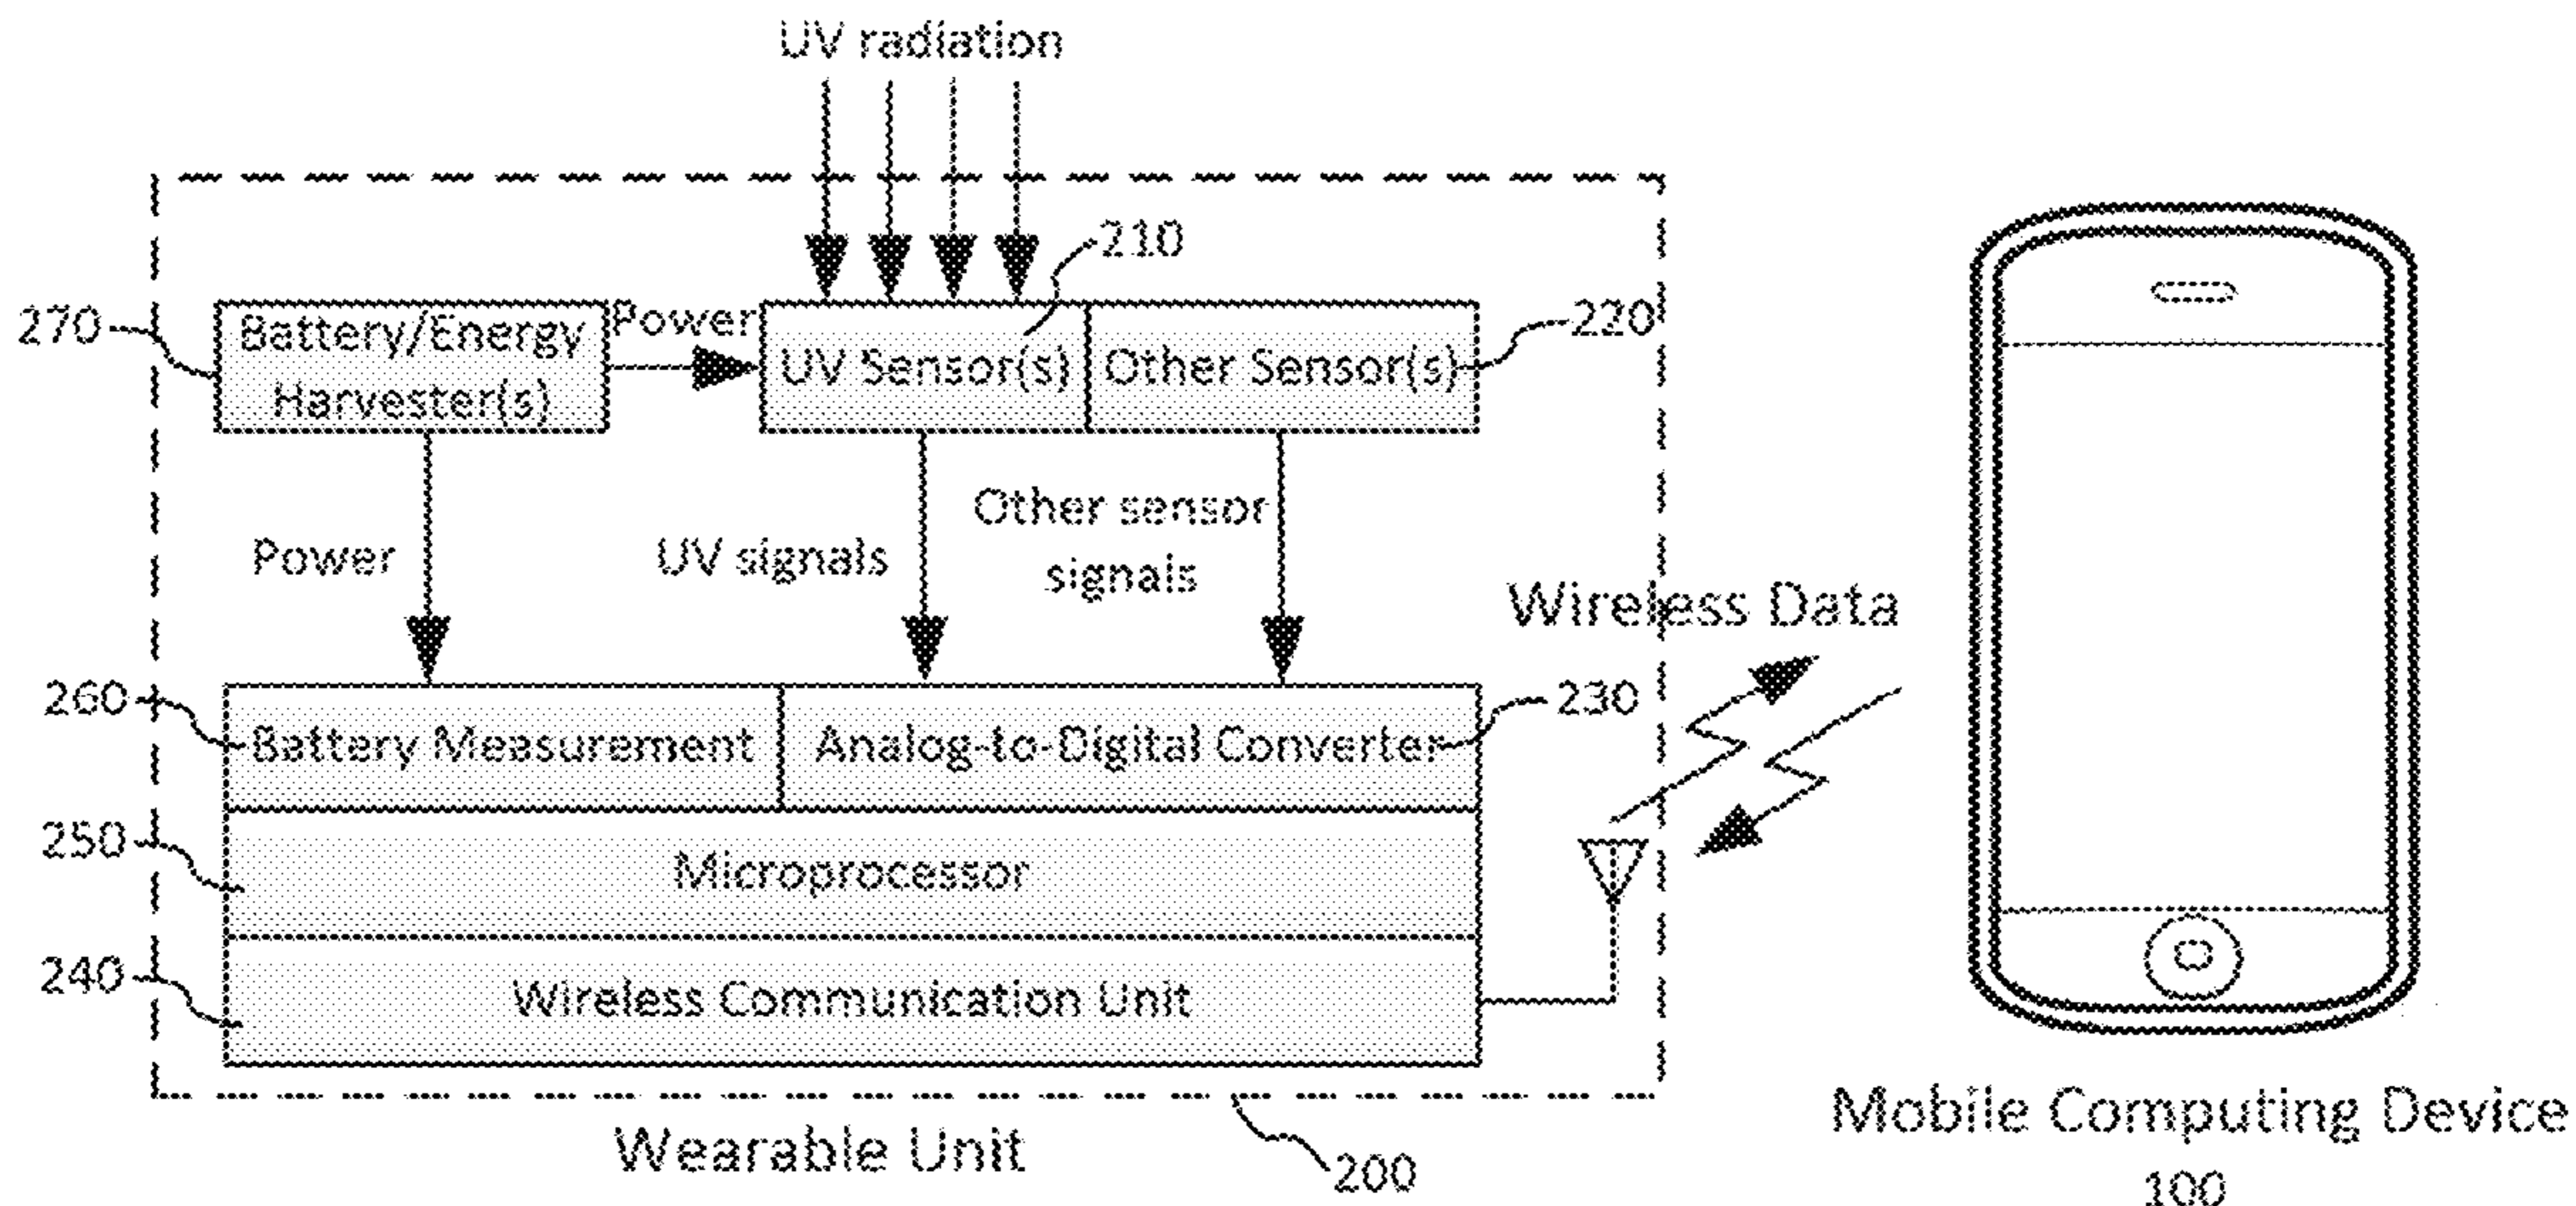 UV radiation
210
270
Battery/Energy
Harvester(s)
Power
UV Sensor(s)
Other Sensor(s)
220
Power
UV signals
Other sensor
signals
Wireless Data
260
Battery Measurement
Analog-to-Digital Converter
230
250
Microprocessor
240
Wireless Communication Unit
Wearable Unit
200
Mobile Computing Device
100